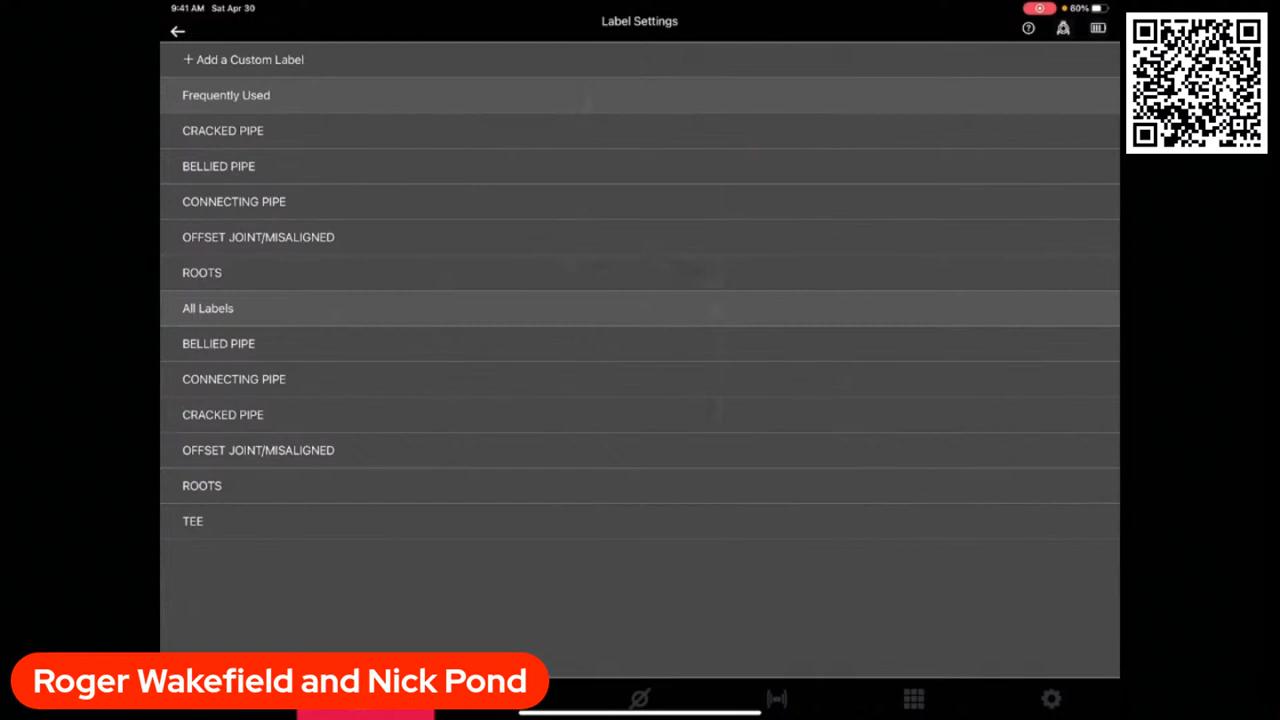 9:41 AM Sat Apr 30
60%
Label Settings
+ Add a Custom Label
Frequently Used
CRACKED PIPE
BELLIED PIPE
CONNECTING PIPE
OFFSET JOINT/MISALIGNED
ROOTS
All Labels
BELLIED PIPE
CONNECTING PIPE
CRACKED PIPE
OFFSET JOINT/MISALIGNED
ROOTS
TEE
Roger Wakefield and Nick Pond